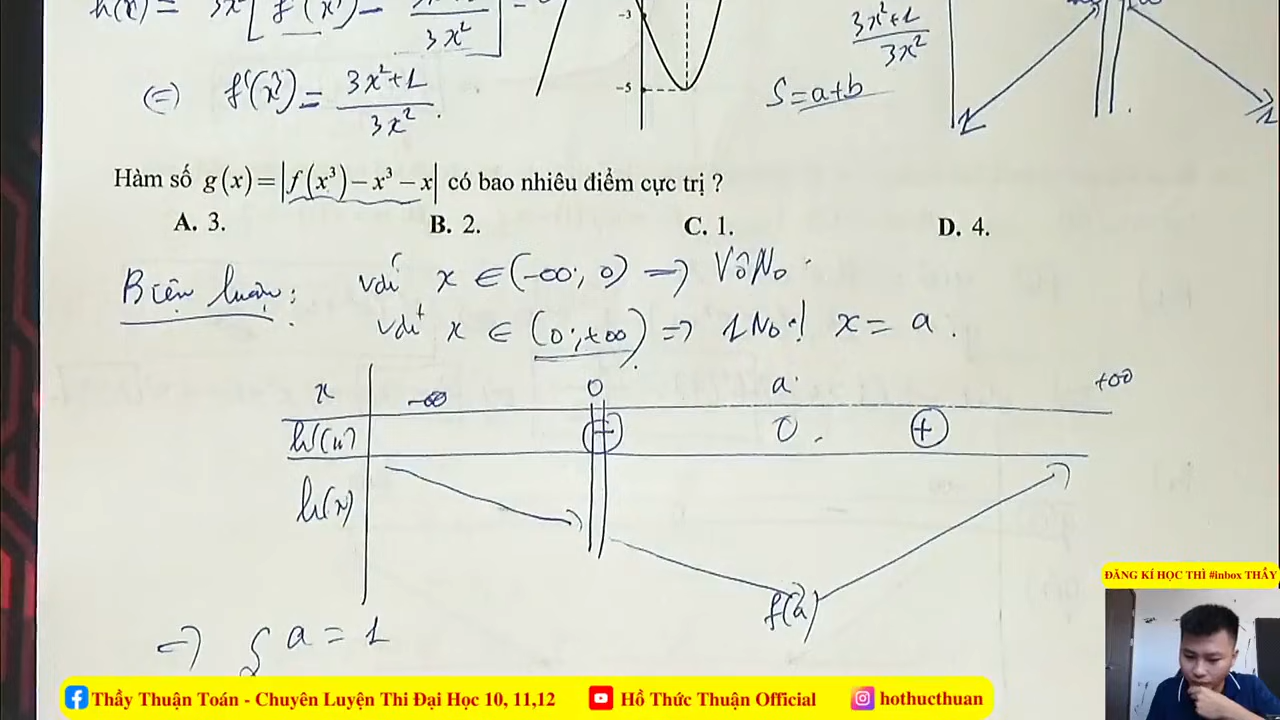 h(x) = 3x² [ f'(x³) -
3x²
-3
(=) f'(x³) = 3x²+1 / 3x² .
-5
3x²+1 / 3x²
S = a+b
Hàm số g(x)=|f(x³)−x³−x| có bao nhiêu điểm cực trị ?
A. 3. B. 2. C. 1. D. 4.
Biện luận: với x ∈ (-∞; 0) => Vô No.
với x ∈ (0; +∞) => 1 No ! x = a.
x -∞ 0 a +∞
h'(x) + 0 +
h(x)
f(a)
=> a = 1
ĐĂNG KÍ HỌC THÌ #inbox THẦY
Thầy Thuận Toán - Chuyên Luyện Thi Đại Học 10, 11,12 Hồ Thức Thuận Official hothucthuan